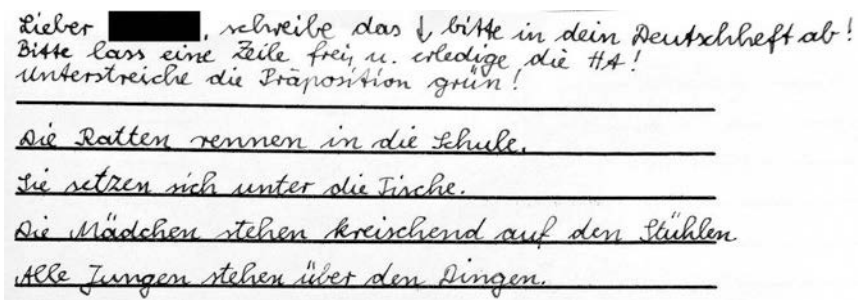 Lieber , schreibe das ↓ bitte in dein Deutschheft ab!
Bitte lass eine Zeile frei, u. erledige die HA!
Unterstreiche die Präposition grün!
Die Ratten rennen in die Schule.
Sie setzen sich unter die Tische.
Die Mädchen stehen kreischend auf den Stühlen
Alle Jungen stehen über den Dingen.